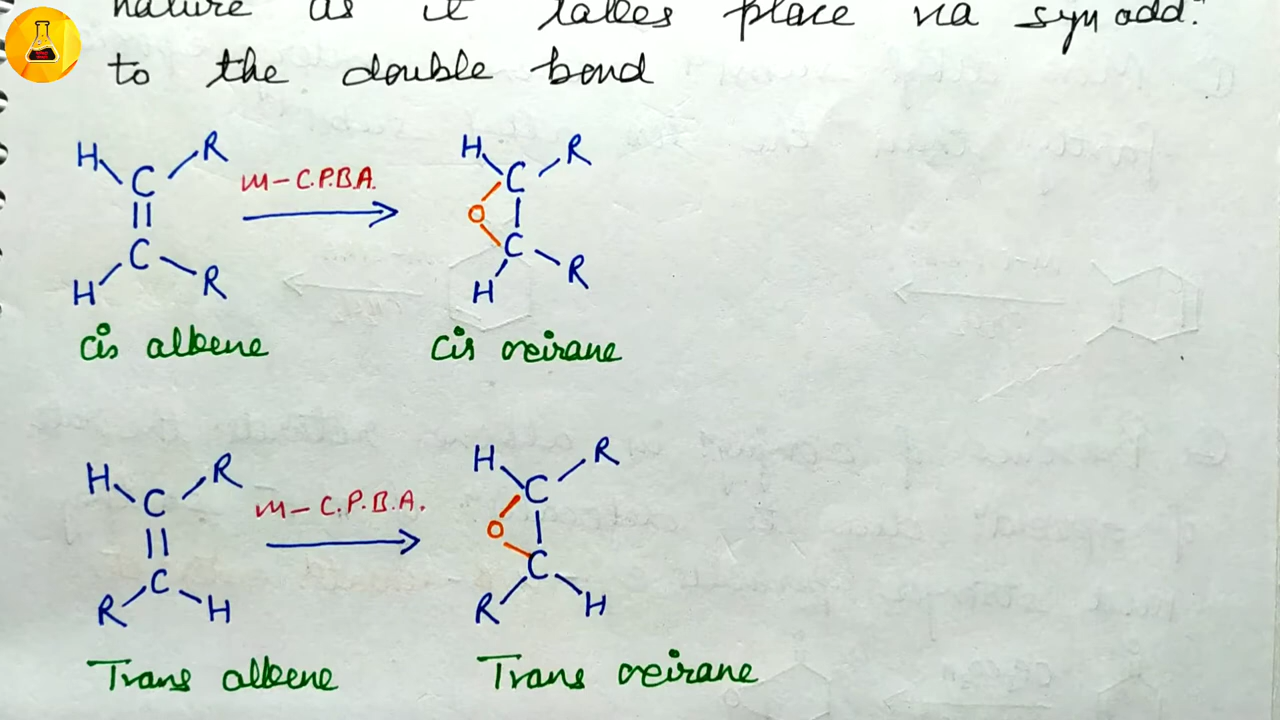 nature as it takes place via syn addⁿ
to the double bond
H R
C
m-C.P.B.A.
C
H R
H R
C
O
C
R
H
cis alkene
cis oxirane
H R
C
m-C.P.B.A.
C
R H
H R
C
O
C
R H
Trans alkene
Trans oxirane